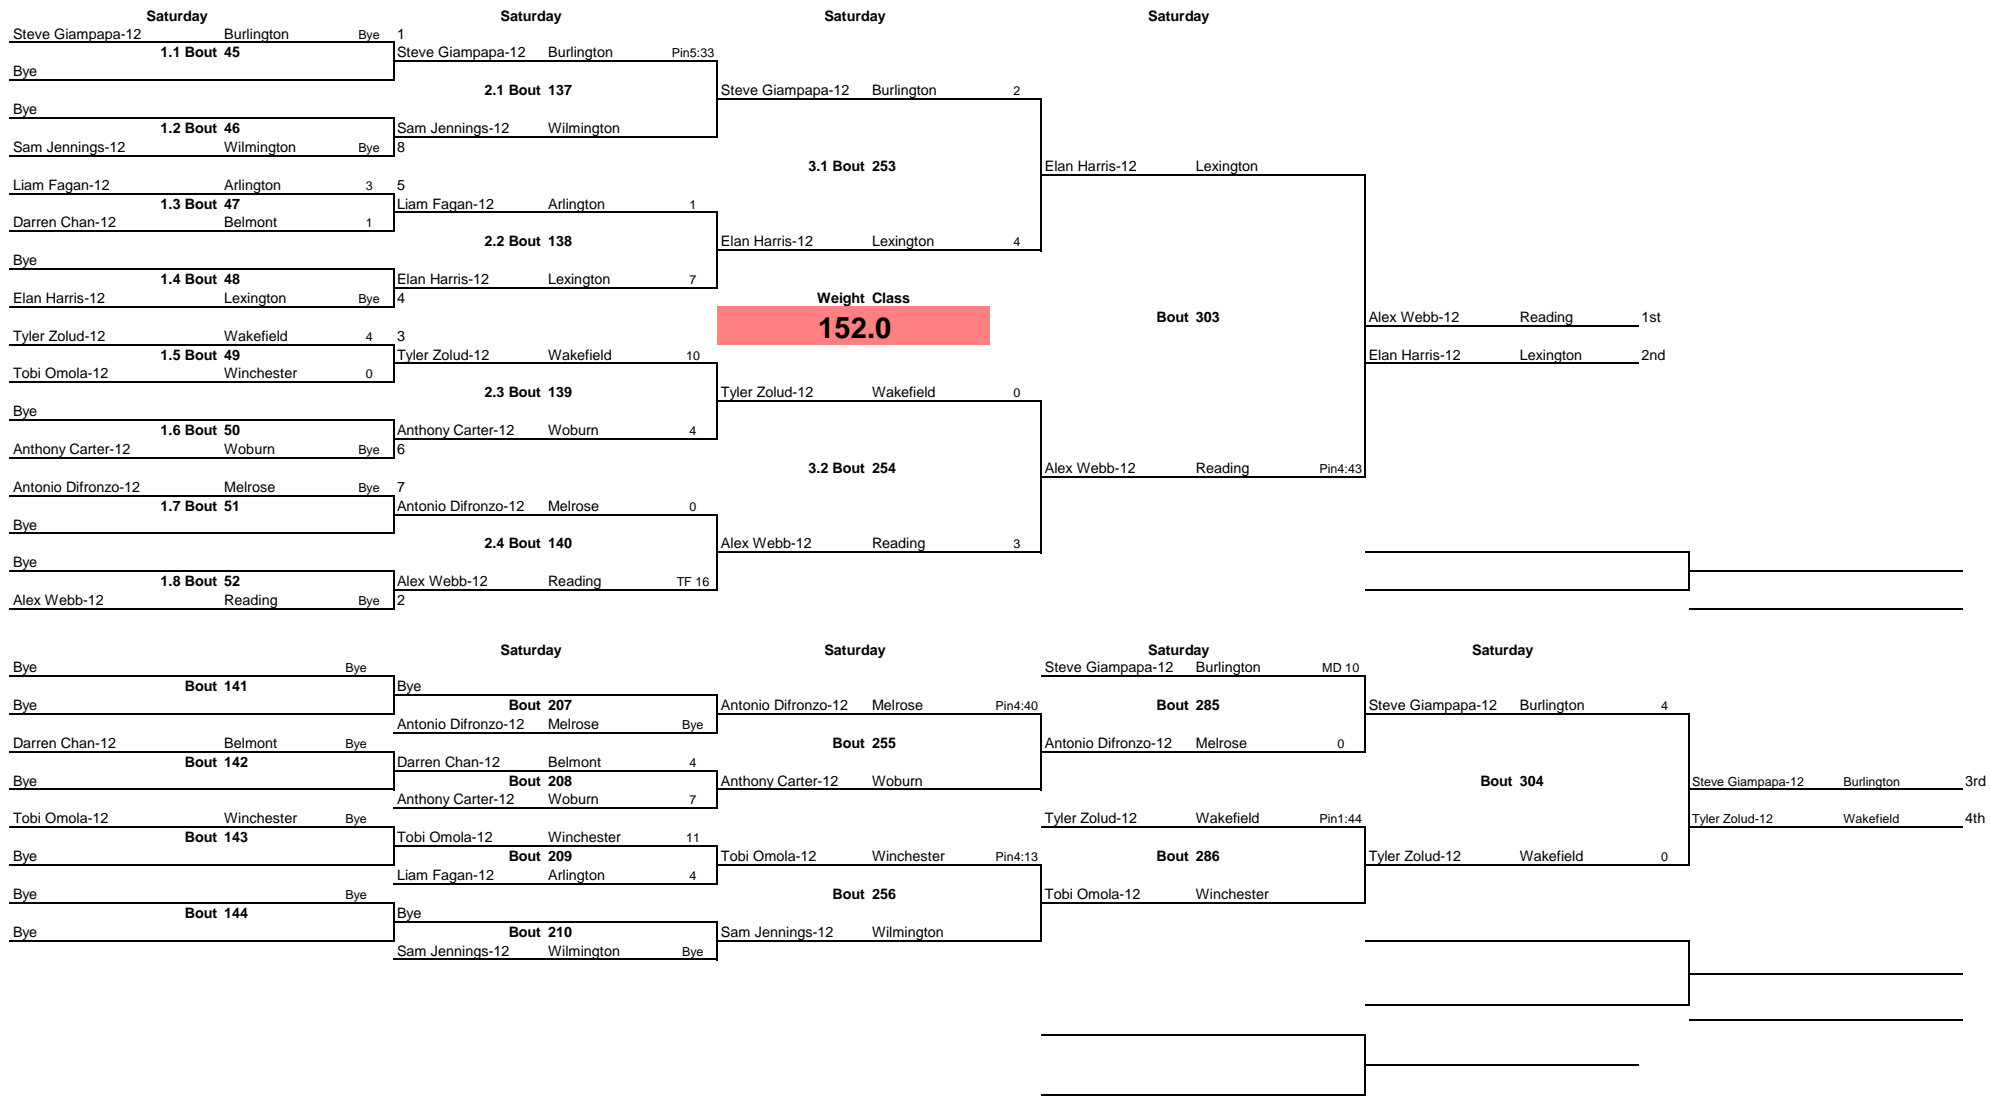 Saturday Saturday Saturday Saturday
Steve Giampapa-12 Burlington Bye 1
1.1 Bout 45 Steve Giampapa-12 Burlington Pin5:33
Bye
2.1 Bout 137 Steve Giampapa-12 Burlington 2
Bye
1.2 Bout 46 Sam Jennings-12 Wilmington
Sam Jennings-12 Wilmington Bye 8
3.1 Bout 253 Elan Harris-12 Lexington
Liam Fagan-12 Arlington 3 5
1.3 Bout 47 Liam Fagan-12 Arlington 1
Darren Chan-12 Belmont 1
2.2 Bout 138 Elan Harris-12 Lexington 4
Bye
1.4 Bout 48 Elan Harris-12 Lexington 7
Elan Harris-12 Lexington Bye 4 Weight Class
152.0 Bout 303 Alex Webb-12 Reading 1st
Tyler Zolud-12 Wakefield 4 3
1.5 Bout 49 Tyler Zolud-12 Wakefield 10 Elan Harris-12 Lexington 2nd
Tobi Omola-12 Winchester 0
2.3 Bout 139 Tyler Zolud-12 Wakefield 0
Bye
1.6 Bout 50 Anthony Carter-12 Woburn 4
Anthony Carter-12 Woburn Bye 6
3.2 Bout 254 Alex Webb-12 Reading Pin4:43
Antonio Difronzo-12 Melrose Bye 7
1.7 Bout 51 Antonio Difronzo-12 Melrose 0
Bye
2.4 Bout 140 Alex Webb-12 Reading 3
Bye
1.8 Bout 52 Alex Webb-12 Reading TF 16
Alex Webb-12 Reading Bye 2
Saturday Saturday Saturday Saturday
Bye Bye Steve Giampapa-12 Burlington MD 10
Bout 141 Bye
Bye Bout 207 Antonio Difronzo-12 Melrose Pin4:40 Bout 285 Steve Giampapa-12 Burlington 4
Antonio Difronzo-12 Melrose Bye
Darren Chan-12 Belmont Bye Bout 255 Antonio Difronzo-12 Melrose 0
Bout 142 Darren Chan-12 Belmont 4
Bye Bout 208 Anthony Carter-12 Woburn Bout 304 Steve Giampapa-12 Burlington 3rd
Anthony Carter-12 Woburn 7
Tobi Omola-12 Winchester Bye Tyler Zolud-12 Wakefield Pin1:44 Tyler Zolud-12 Wakefield 4th
Bout 143 Tobi Omola-12 Winchester 11
Bye Bout 209 Tobi Omola-12 Winchester Pin4:13 Bout 286 Tyler Zolud-12 Wakefield 0
Liam Fagan-12 Arlington 4
Bye Bye Bout 256 Tobi Omola-12 Winchester
Bout 144 Bye
Bye Bout 210 Sam Jennings-12 Wilmington
Sam Jennings-12 Wilmington Bye